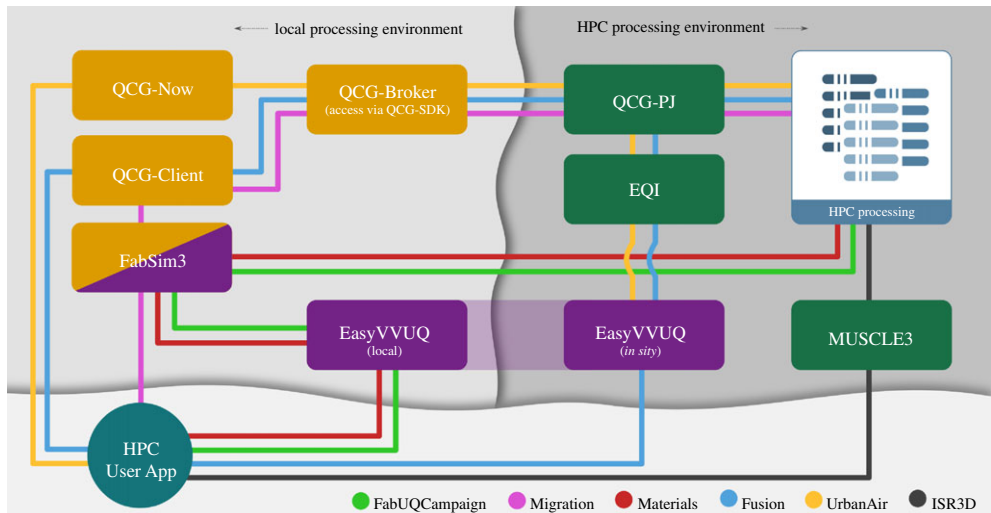 local processing environment
HPC processing environment
QCG-Now
QCG-Broker
(access via QCG-SDK)
QCG-PJ
QCG-Client
EQI
HPC processing
FabSim3
EasyVVUQ
(local)
EasyVVUQ
(in sity)
MUSCLE3
HPC
User App
FabUQCampaign
Migration
Materials
Fusion
UrbanAir
ISR3D